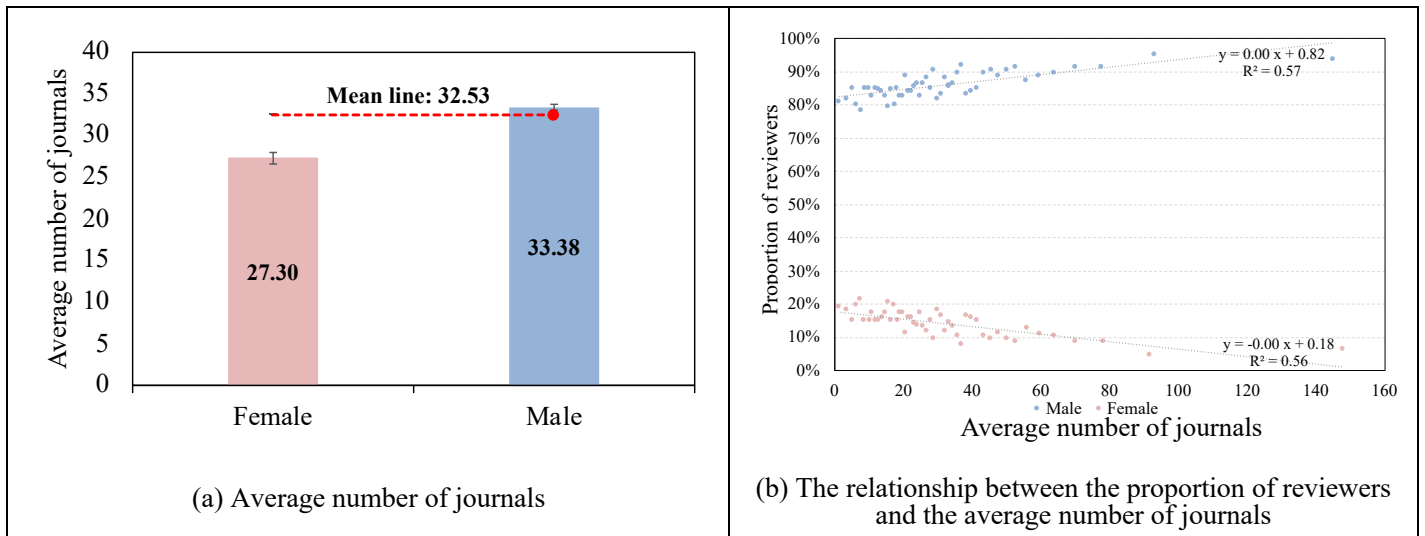 40
35
30
25
20
15
10
5
0
Average number of journals
Mean line: 32.53
27.30
33.38
Female
Male
(a) Average number of journals
100%
90%
80%
70%
60%
50%
40%
30%
20%
10%
0%
Proportion of reviewers
y = 0.00 x + 0.82
R² = 0.57
y = -0.00 x + 0.18
R² = 0.56
0 20 40 60 80 100 120 140 160
Male Female
Average number of journals
(b) The relationship between the proportion of reviewers
and the average number of journals